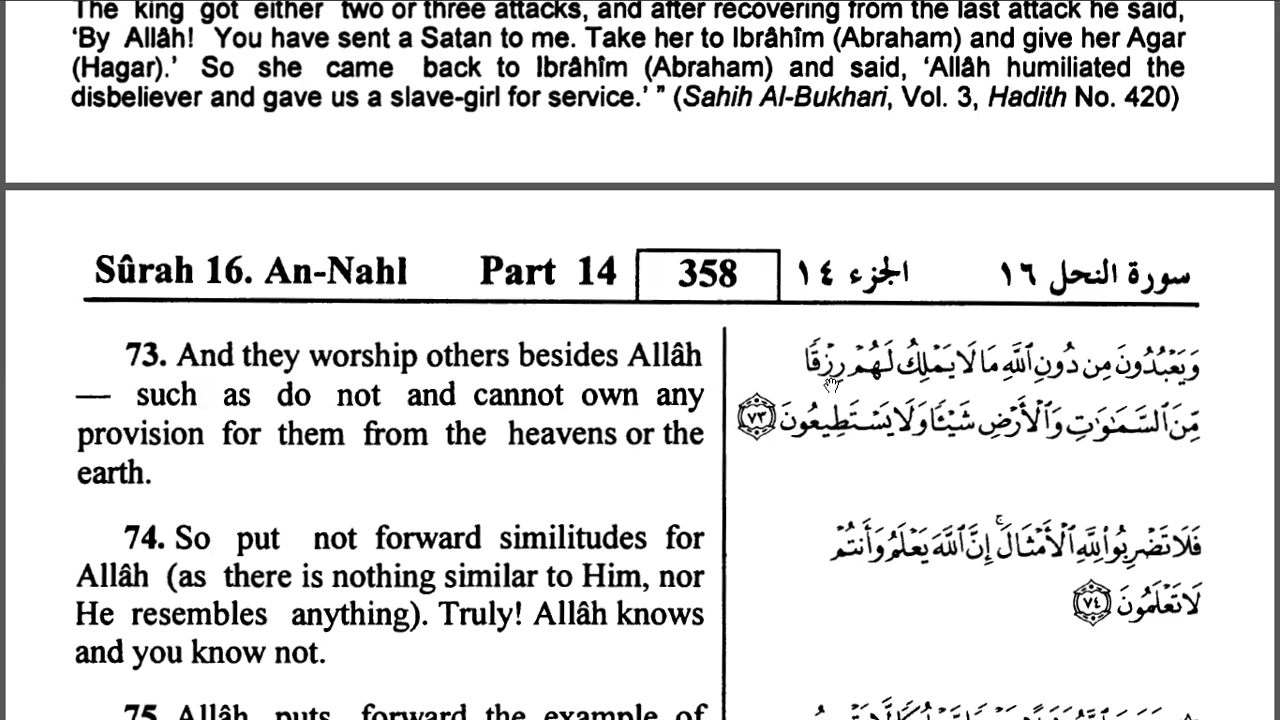 The king got either two or three attacks, and after recovering from the last attack he said,
‘By Allâh! You have sent a Satan to me. Take her to Ibrâhîm (Abraham) and give her Agar
(Hagar).’ So she came back to Ibrâhîm (Abraham) and said, ‘Allâh humiliated the
disbeliever and gave us a slave-girl for service.’ ” (Sahih Al-Bukhari, Vol. 3, Hadith No. 420)
Sûrah 16. An-Nahl Part 14 358 الجزء ١٤ سورة النحل ١٦
73. And they worship others besides Allâh
— such as do not and cannot own any
provision for them from the heavens or the
earth.
وَيَعْبُدُونَ مِن دُونِ ٱللَّهِ مَا لَا يَمْلِكُ لَهُمْ رِزْقًا
مِّنَ ٱلسَّمَٰوَٰتِ وَٱلْأَرْضِ شَيْـًٔا وَلَا يَسْتَطِيعُونَ ٧٣
74. So put not forward similitudes for
Allâh (as there is nothing similar to Him, nor
He resembles anything). Truly! Allâh knows
and you know not.
فَلَا تَضْرِبُوا۟ لِلَّهِ ٱلْأَمْثَالَ ۚ إِنَّ ٱللَّهَ يَعْلَمُ وَأَنتُمْ
لَا تَعْلَمُونَ ٧٤
75. Allâh puts forward the example of